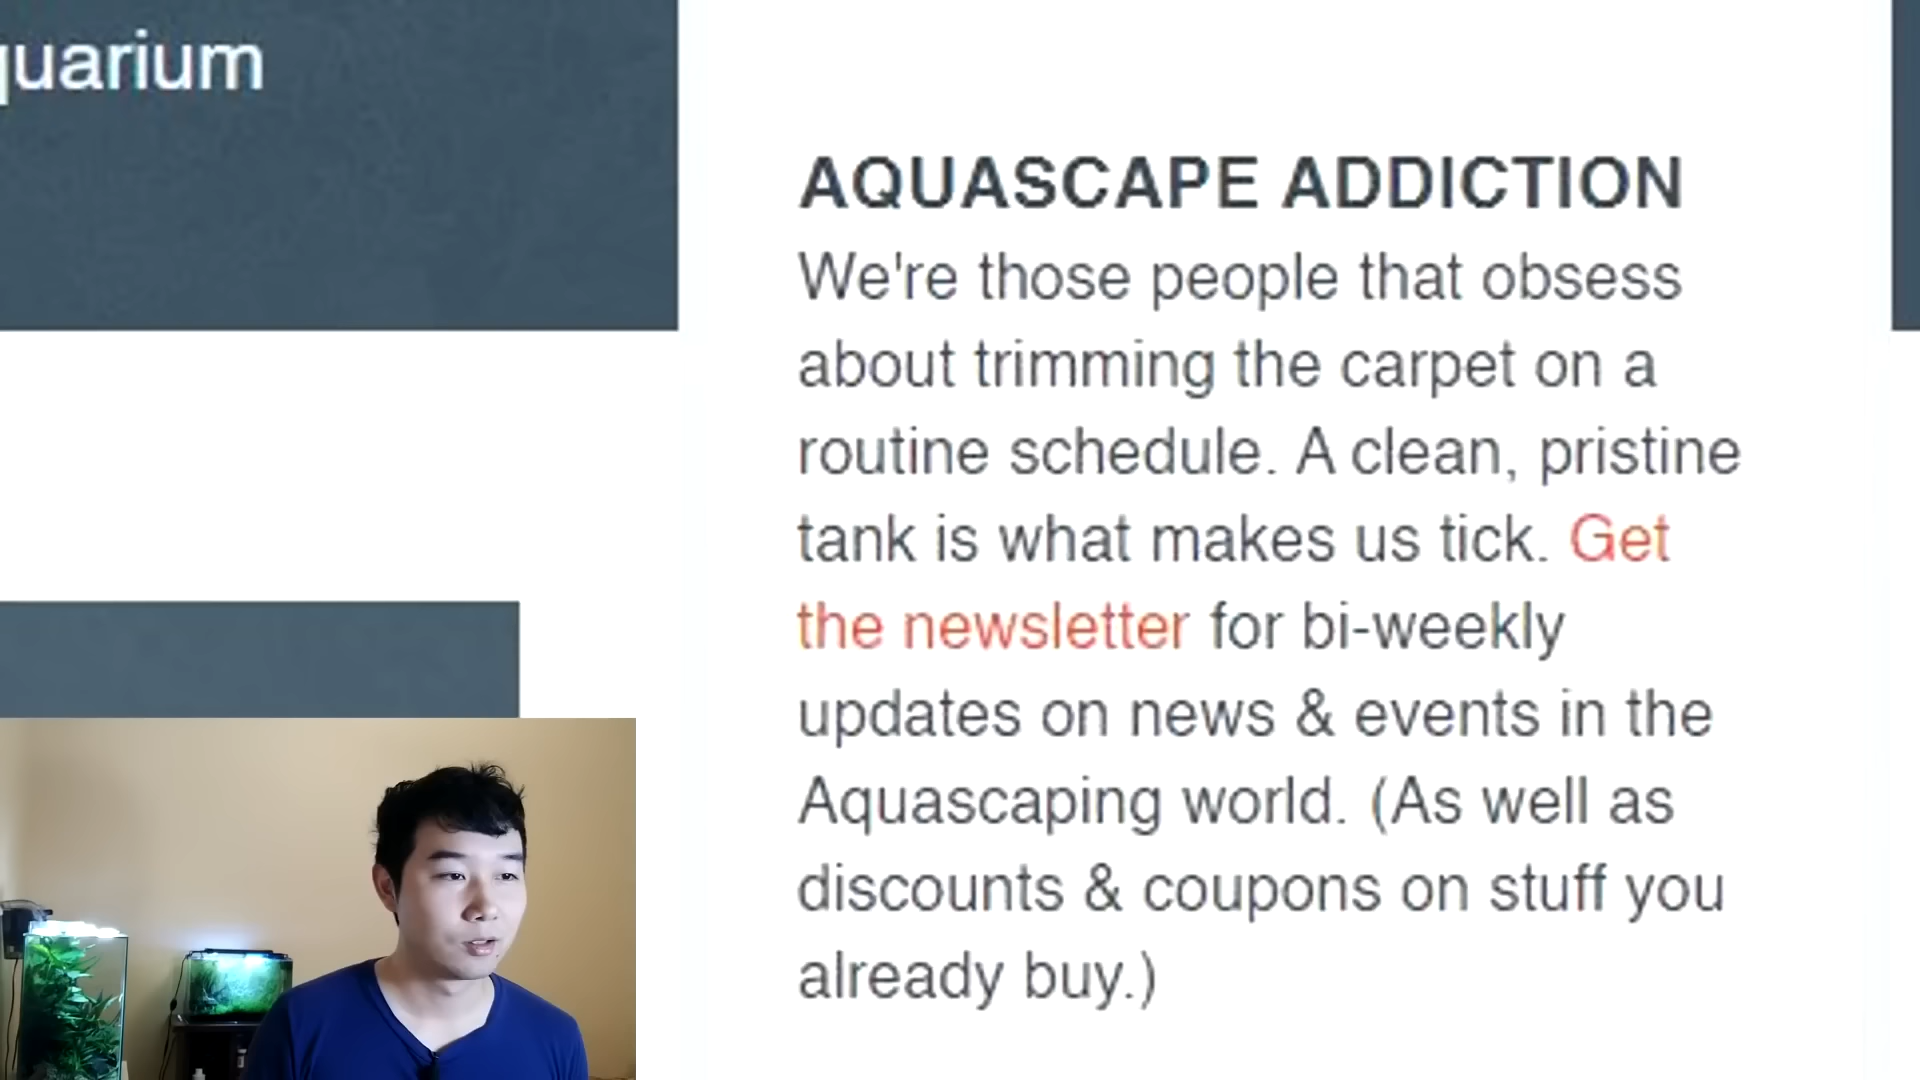 quarium
AQUASCAPE ADDICTION
We're those people that obsess
about trimming the carpet on a
routine schedule. A clean, pristine
tank is what makes us tick. Get
the newsletter for bi-weekly
updates on news & events in the
Aquascaping world. (As well as
discounts & coupons on stuff you
already buy.)